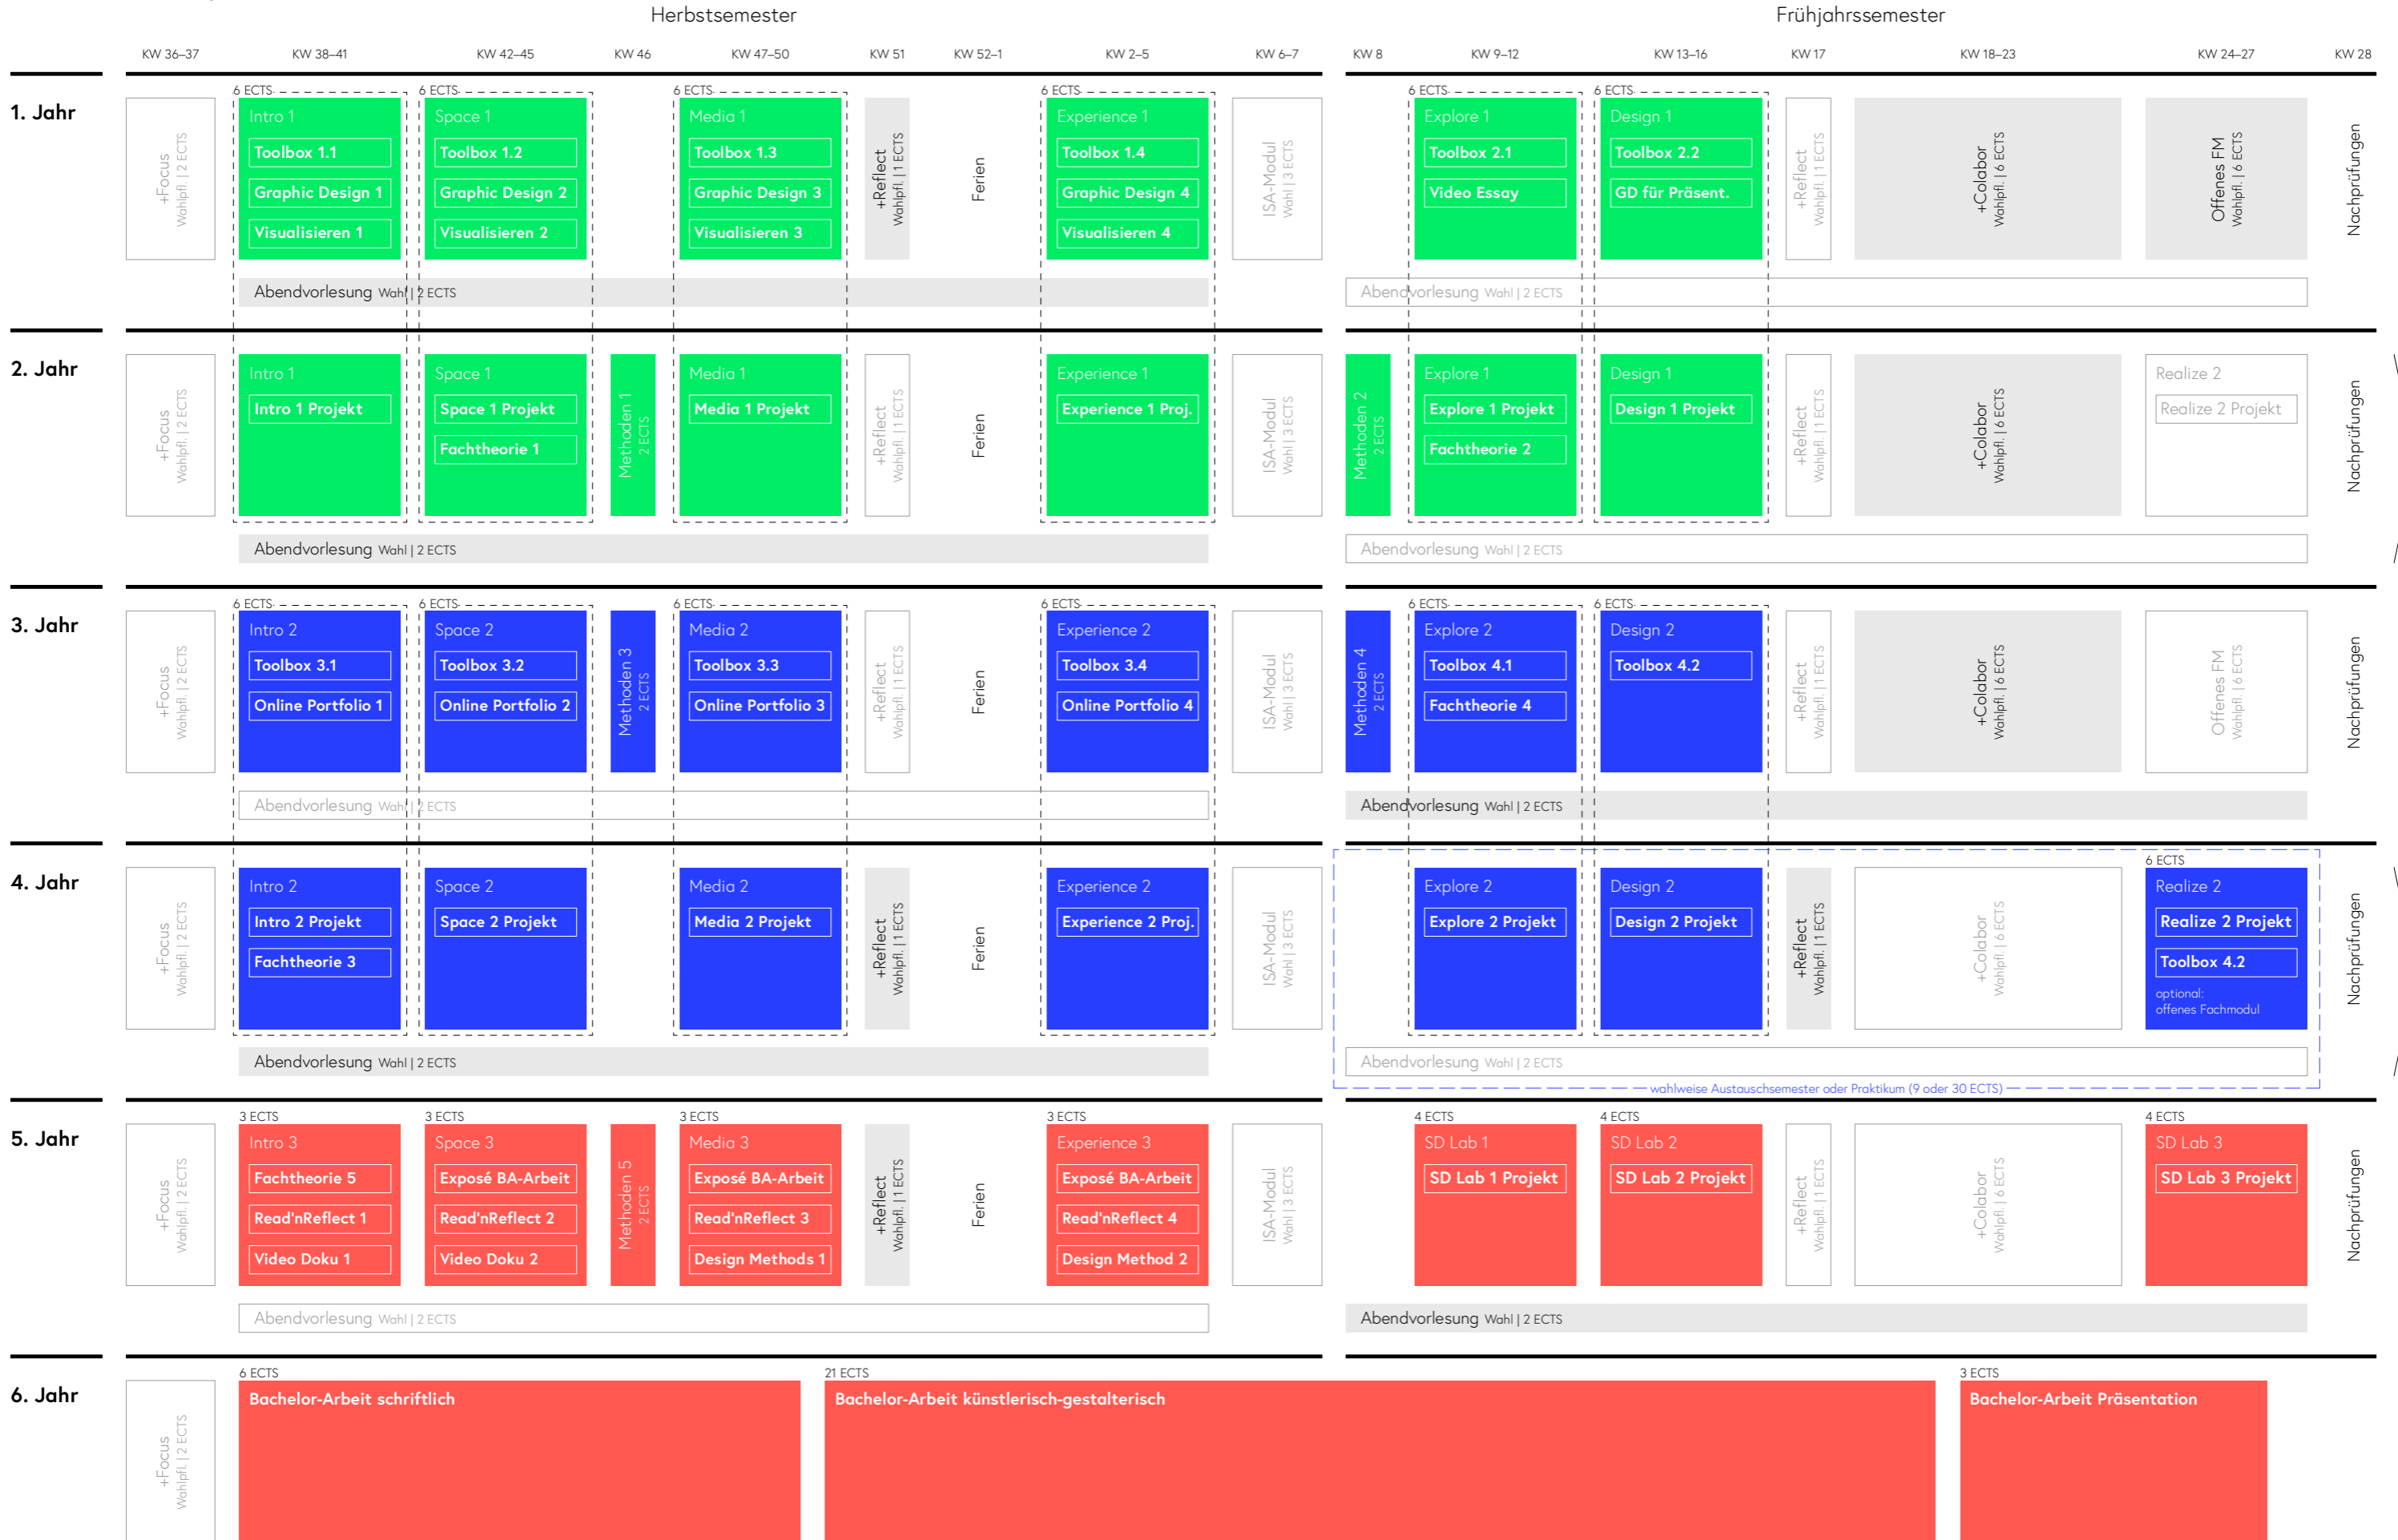 Herbstsemester
Frühjahrssemester
KW 36–37
KW 38–41
KW 42–45
KW 46
KW 47–50
KW 51
KW 52–1
KW 2–5
KW 6–7
KW 8
KW 9–12
KW 13–16
KW 17
KW 18–23
KW 24–27
KW 28
1. Jahr
+Focus
Wahlpfl. | 2 ECTS
6 ECTS
Intro 1
Toolbox 1.1
Graphic Design 1
Visualisieren 1
6 ECTS
Space 1
Toolbox 1.2
Graphic Design 2
Visualisieren 2
6 ECTS
Media 1
Toolbox 1.3
Graphic Design 3
Visualisieren 3
+Reflect
Wahlpfl. | 1 ECTS
Ferien
6 ECTS
Experience 1
Toolbox 1.4
Graphic Design 4
Visualisieren 4
ISA-Modul
Wahl | 3 ECTS
6 ECTS
Explore 1
Toolbox 2.1
Video Essay
6 ECTS
Design 1
Toolbox 2.2
GD für Präsent.
+Reflect
Wahlpfl. | 1 ECTS
+Colabor
Wahlpfl. | 6 ECTS
Offenes FM
Wahlpfl. | 6 ECTS
Nachprüfungen
Abendvorlesung Wahl | 2 ECTS
Abendvorlesung Wahl | 2 ECTS
2. Jahr
+Focus
Wahlpfl. | 2 ECTS
Intro 1
Intro 1 Projekt
Space 1
Space 1 Projekt
Fachtheorie 1
Methoden 1
2 ECTS
Media 1
Media 1 Projekt
+Reflect
Wahlpfl. | 1 ECTS
Ferien
Experience 1
Experience 1 Proj.
ISA-Modul
Wahl | 3 ECTS
Methoden 2
2 ECTS
Explore 1
Explore 1 Projekt
Fachtheorie 2
Design 1
Design 1 Projekt
+Reflect
Wahlpfl. | 1 ECTS
+Colabor
Wahlpfl. | 6 ECTS
Realize 2
Realize 2 Projekt
Nachprüfungen
Abendvorlesung Wahl | 2 ECTS
Abendvorlesung Wahl | 2 ECTS
3. Jahr
+Focus
Wahlpfl. | 2 ECTS
6 ECTS
Intro 2
Toolbox 3.1
Online Portfolio 1
6 ECTS
Space 2
Toolbox 3.2
Online Portfolio 2
Methoden 3
2 ECTS
6 ECTS
Media 2
Toolbox 3.3
Online Portfolio 3
+Reflect
Wahlpfl. | 1 ECTS
Ferien
6 ECTS
Experience 2
Toolbox 3.4
Online Portfolio 4
ISA-Modul
Wahl | 3 ECTS
Methoden 4
2 ECTS
6 ECTS
Explore 2
Toolbox 4.1
Fachtheorie 4
6 ECTS
Design 2
Toolbox 4.2
+Reflect
Wahlpfl. | 1 ECTS
+Colabor
Wahlpfl. | 6 ECTS
Offenes FM
Wahlpfl. | 6 ECTS
Nachprüfungen
Abendvorlesung Wahl | 2 ECTS
Abendvorlesung Wahl | 2 ECTS
4. Jahr
+Focus
Wahlpfl. | 2 ECTS
Intro 2
Intro 2 Projekt
Fachtheorie 3
Space 2
Space 2 Projekt
Media 2
Media 2 Projekt
+Reflect
Wahlpfl. | 1 ECTS
Ferien
Experience 2
Experience 2 Proj.
ISA-Modul
Wahl | 3 ECTS
Explore 2
Explore 2 Projekt
Design 2
Design 2 Projekt
+Reflect
Wahlpfl. | 1 ECTS
+Colabor
Wahlpfl. | 6 ECTS
6 ECTS
Realize 2
Realize 2 Projekt
Toolbox 4.2
optional:
offenes Fachmodul
Nachprüfungen
Abendvorlesung Wahl | 2 ECTS
Abendvorlesung Wahl | 2 ECTS
wahlweise Austauschsemester oder Praktikum (9 oder 30 ECTS)
5. Jahr
+Focus
Wahlpfl. | 2 ECTS
3 ECTS
Intro 3
Fachtheorie 5
Read'nReflect 1
Video Doku 1
3 ECTS
Space 3
Exposé BA-Arbeit
Read'nReflect 2
Video Doku 2
Methoden 5
2 ECTS
3 ECTS
Media 3
Exposé BA-Arbeit
Read'nReflect 3
Design Methods 1
+Reflect
Wahlpfl. | 1 ECTS
Ferien
3 ECTS
Experience 3
Exposé BA-Arbeit
Read'nReflect 4
Design Method 2
ISA-Modul
Wahl | 3 ECTS
4 ECTS
SD Lab 1
SD Lab 1 Projekt
4 ECTS
SD Lab 2
SD Lab 2 Projekt
+Reflect
Wahlpfl. | 1 ECTS
+Colabor
Wahlpfl. | 6 ECTS
4 ECTS
SD Lab 3
SD Lab 3 Projekt
Nachprüfungen
Abendvorlesung Wahl | 2 ECTS
Abendvorlesung Wahl | 2 ECTS
6. Jahr
+Focus
Wahlpfl. | 2 ECTS
6 ECTS
Bachelor-Arbeit schriftlich
21 ECTS
Bachelor-Arbeit künstlerisch-gestalterisch
3 ECTS
Bachelor-Arbeit Präsentation